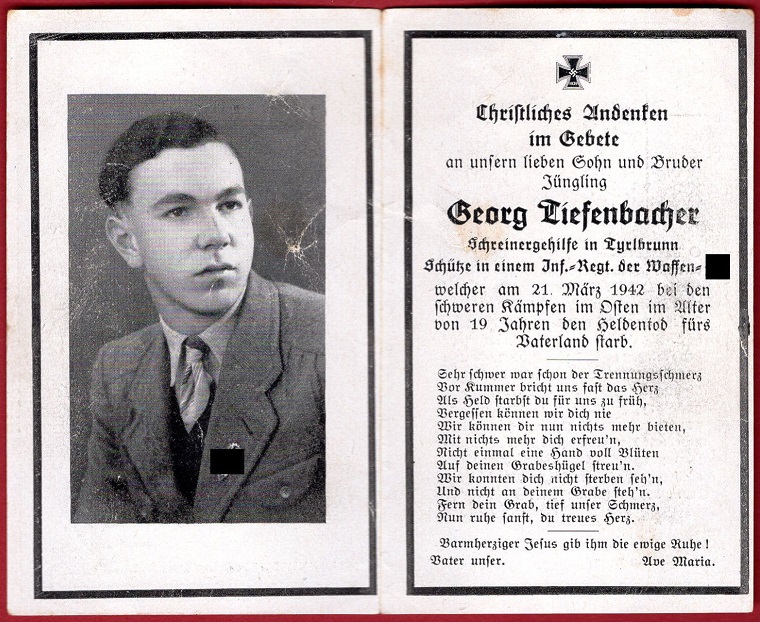 Christliches Andenken
im Gebete
an unsern lieben Sohn und Bruder
Jüngling
Georg Tiefenbacher
Schreinergehilfe in Tyrlbrunn
Schütze in einem Inf.-Regt. der Waffen-
welcher am 21. März 1942 bei den
schweren Kämpfen im Osten im Alter
von 19 Jahren den Heldentod fürs
Vaterland starb.
Sehr schwer war schon der Trennungsschmerz
Vor Kummer bricht uns fast das Herz
Als Held starbst du für uns zu früh,
Vergessen können wir dich nie
Wir können dir nun nichts mehr bieten,
Mit nichts mehr dich erfreu'n,
Nicht einmal eine Hand voll Blüten
Auf deinen Grabeshügel streu'n.
Wir konnten dich nicht sterben seh'n,
Und nicht an deinem Grabe steh'n.
Fern dein Grab, tief unser Schmerz,
Nun ruhe sanft, du treues Herz.
Barmherziger Jesus gib ihm die ewige Ruhe!
Vater unser. Ave Maria.